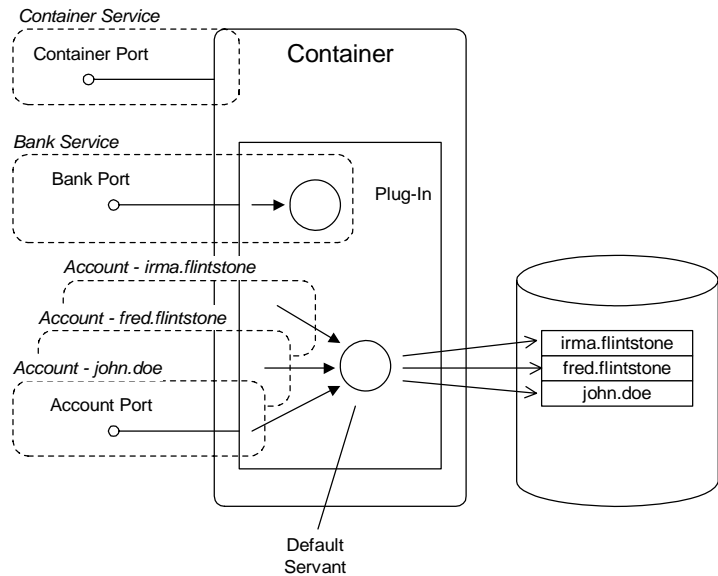 Container Service
Container Port
Container
Bank Service
Bank Port
Plug-In
Account - irma.flintstone
Account - fred.flintstone
Account - john.doe
Account Port
irma.flintstone
fred.flintstone
john.doe
Default
Servant